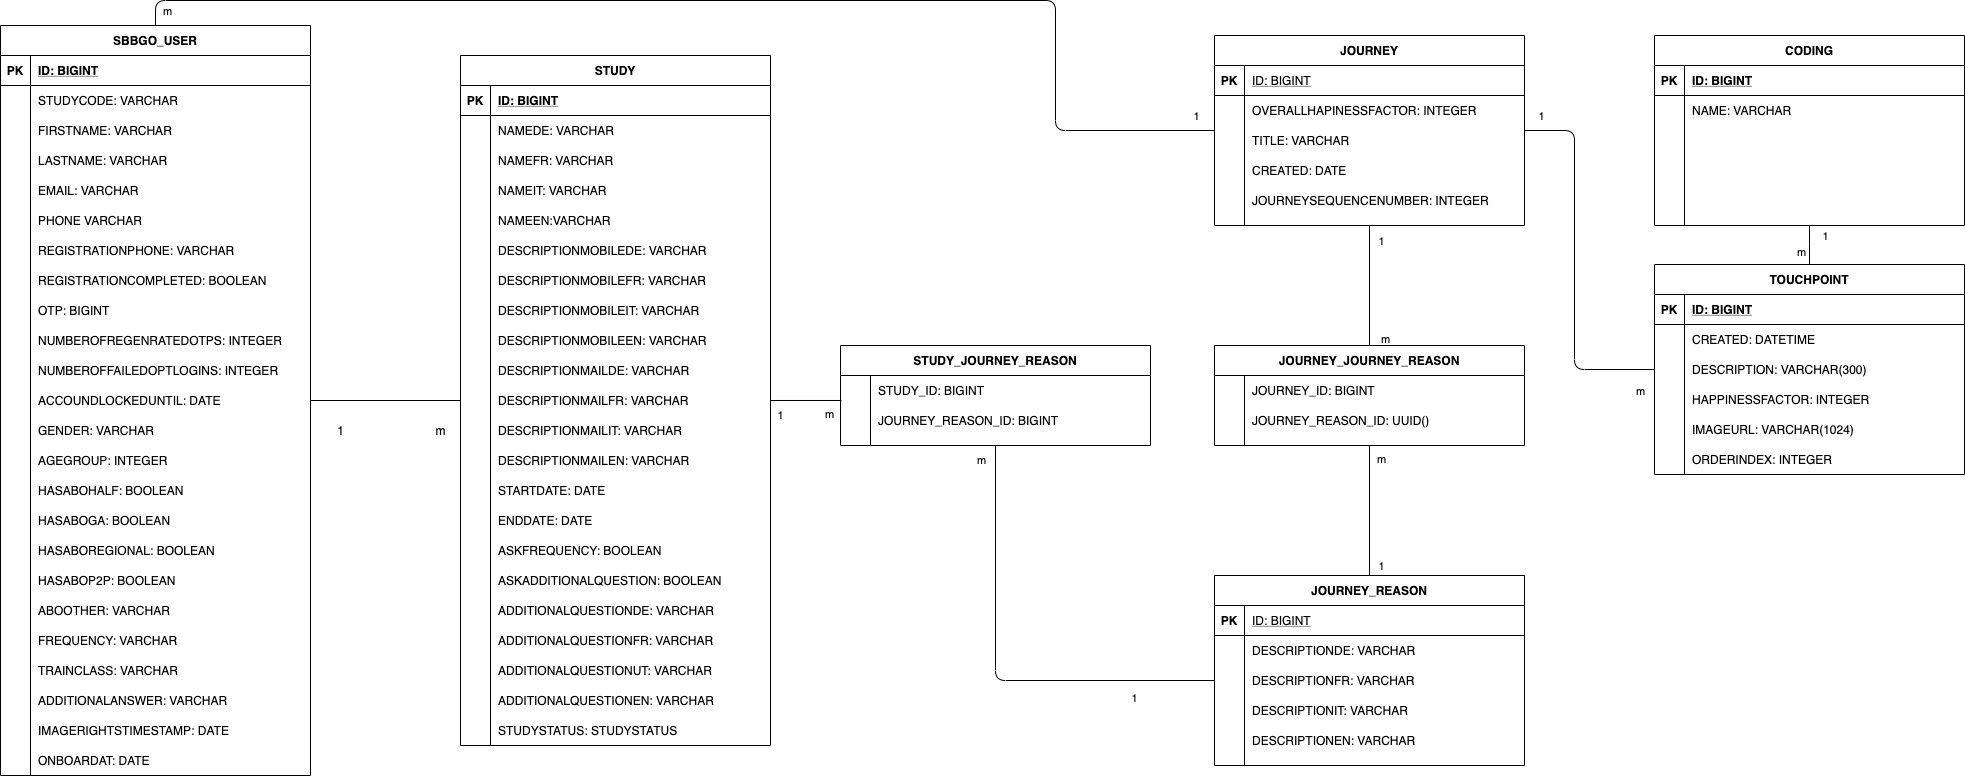 m
SBBGO_USER
PK
ID: BIGINT
STUDYCODE: VARCHAR
FIRSTNAME: VARCHAR
LASTNAME: VARCHAR
EMAIL: VARCHAR
PHONE VARCHAR
REGISTRATIONPHONE: VARCHAR
REGISTRATIONCOMPLETED: BOOLEAN
OTP: BIGINT
NUMBEROFREGENRATEDOTPS: INTEGER
NUMBEROFFAILEDOPTLOGINS: INTEGER
ACCOUNDLOCKEDUNTIL: DATE
GENDER: VARCHAR
AGEGROUP: INTEGER
HASABOHALF: BOOLEAN
HASABOGA: BOOLEAN
HASABOREGIONAL: BOOLEAN
HASABOP2P: BOOLEAN
ABOOTHER: VARCHAR
FREQUENCY: VARCHAR
TRAINCLASS: VARCHAR
ADDITIONALANSWER: VARCHAR
IMAGERIGHTSTIMESTAMP: DATE
ONBOARDAT: DATE
1
m
STUDY
PK
ID: BIGINT
NAMEDE: VARCHAR
NAMEFR: VARCHAR
NAMEIT: VARCHAR
NAMEEN:VARCHAR
DESCRIPTIONMOBILEDE: VARCHAR
DESCRIPTIONMOBILEFR: VARCHAR
DESCRIPTIONMOBILEIT: VARCHAR
DESCRIPTIONMOBILEEN: VARCHAR
DESCRIPTIONMAILDE: VARCHAR
DESCRIPTIONMAILFR: VARCHAR
DESCRIPTIONMAILIT: VARCHAR
DESCRIPTIONMAILEN: VARCHAR
STARTDATE: DATE
ENDDATE: DATE
ASKFREQUENCY: BOOLEAN
ASKADDITIONALQUESTION: BOOLEAN
ADDITIONALQUESTIONDE: VARCHAR
ADDITIONALQUESTIONFR: VARCHAR
ADDITIONALQUESTIONUT: VARCHAR
ADDITIONALQUESTIONEN: VARCHAR
STUDYSTATUS: STUDYSTATUS
1
m
STUDY_JOURNEY_REASON
STUDY_ID: BIGINT
JOURNEY_REASON_ID: BIGINT
m
1
1
JOURNEY
PK
ID: BIGINT
OVERALLHAPINESSFACTOR: INTEGER
TITLE: VARCHAR
CREATED: DATE
JOURNEYSEQUENCENUMBER: INTEGER
1
1
m
JOURNEY_JOURNEY_REASON
JOURNEY_ID: BIGINT
JOURNEY_REASON_ID: UUID()
m
1
JOURNEY_REASON
PK
ID: BIGINT
DESCRIPTIONDE: VARCHAR
DESCRIPTIONFR: VARCHAR
DESCRIPTIONIT: VARCHAR
DESCRIPTIONEN: VARCHAR
CODING
PK
ID: BIGINT
NAME: VARCHAR
1
m
TOUCHPOINT
PK
ID: BIGINT
CREATED: DATETIME
DESCRIPTION: VARCHAR(300)
HAPPINESSFACTOR: INTEGER
IMAGEURL: VARCHAR(1024)
ORDERINDEX: INTEGER
m